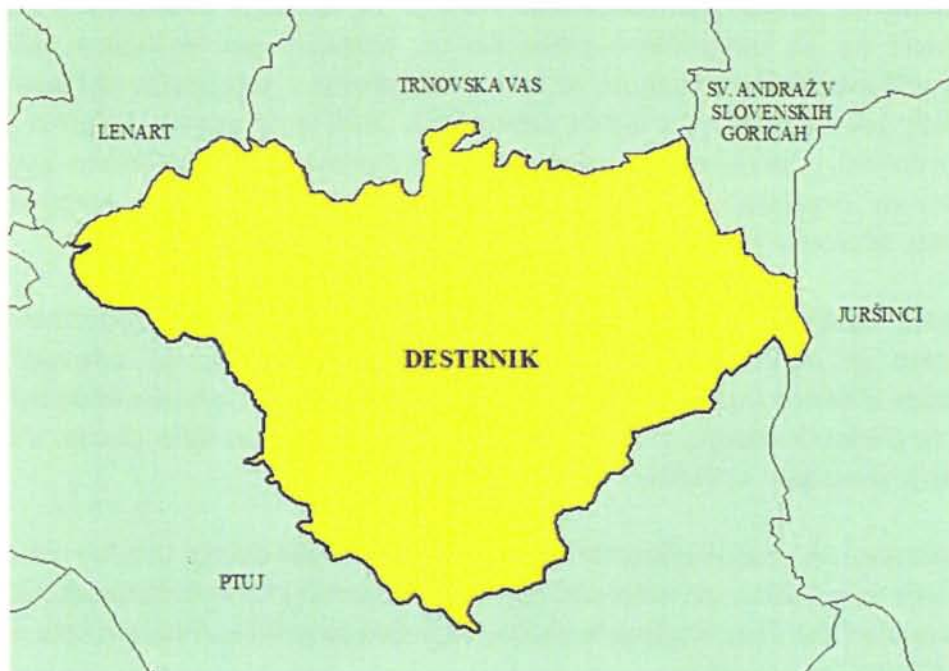 TRNOVSKA VAS
SV. ANDRAŽ V
SLOVENSKIH
GORICAH
LENART
JURŠINCI
DESTRNIK
PTUJ